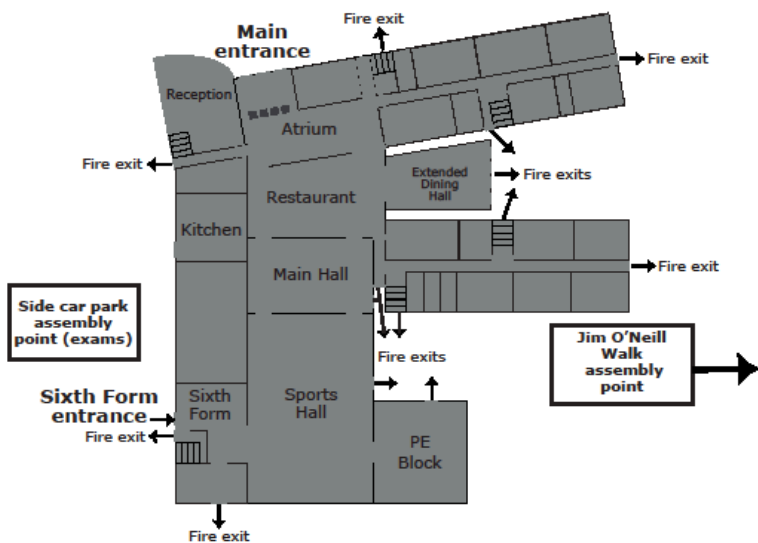 Fire exit
Main
entrance
Fire exit
Reception
Atrium
Fire exit
Extended
Dining
Hall
Fire exits
Restaurant
Kitchen
Main Hall
Fire exit
Side car park
assembly
point (exams)
Jim O'Neill
Walk
assembly
point
Fire exits
Sixth Form
entrance
Sixth
Form
Sports
Hall
Fire exit
PE
Block
Fire exit